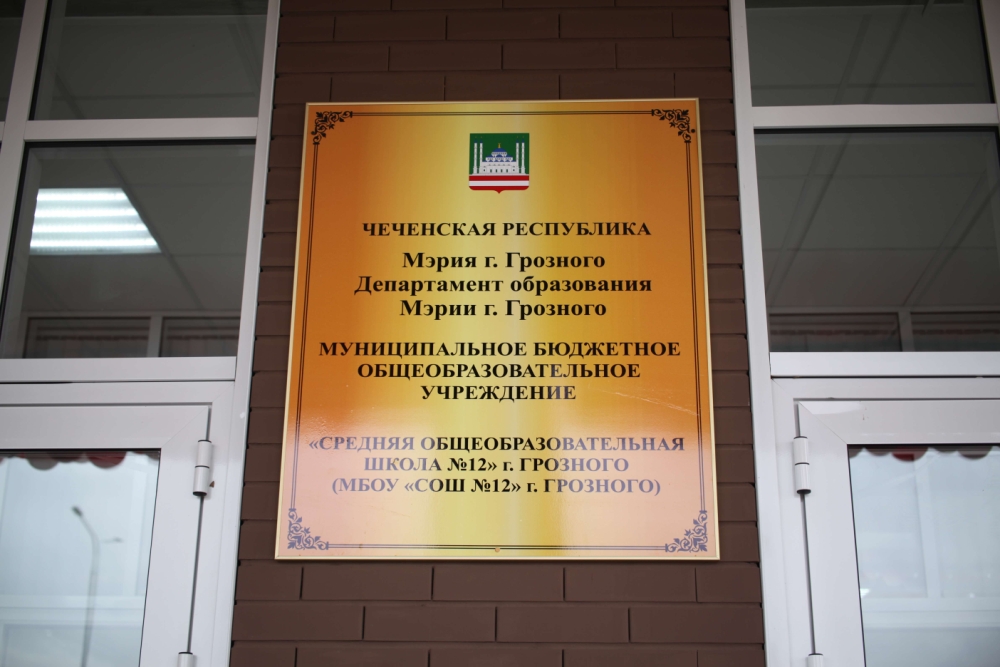 ЧЕЧЕНСКАЯ РЕСПУБЛИКА
Мэрия г. Грозного
Департамент образования
Мэрии г. Грозного
МУНИЦИПАЛЬНОЕ БЮДЖЕТНОЕ
ОБЩЕОБРАЗОВАТЕЛЬНОЕ
УЧРЕЖДЕНИЕ
«СРЕДНЯЯ ОБЩЕОБРАЗОВАТЕЛЬНАЯ
ШКОЛА №12» г. ГРОЗНОГО
(МБОУ «СОШ №12» г. ГРОЗНОГО)